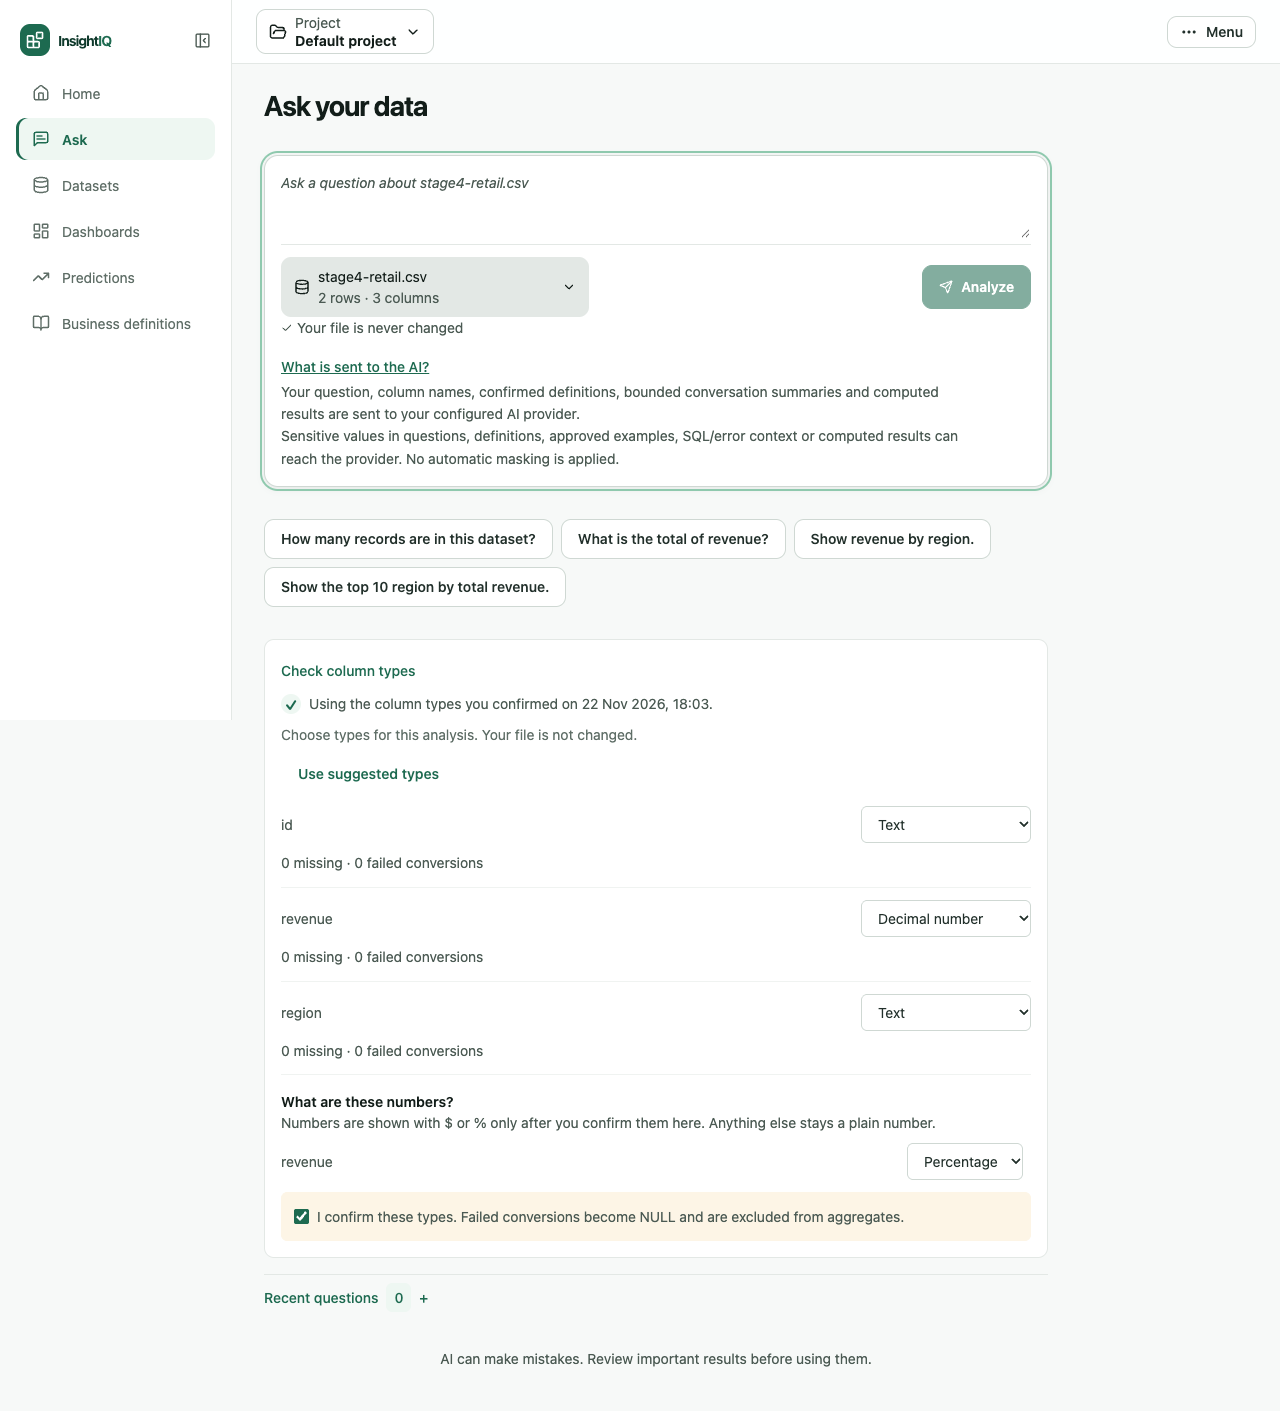 InsightIQ
Project
Default project
Menu
Home
Ask
Datasets
Dashboards
Predictions
Business definitions
Ask your data
Ask a question about stage4-retail.csv
stage4-retail.csv
2 rows · 3 columns
Analyze
Your file is never changed
What is sent to the AI?
Your question, column names, confirmed definitions, bounded conversation summaries and computed
results are sent to your configured AI provider.
Sensitive values in questions, definitions, approved examples, SQL/error context or computed results can
reach the provider. No automatic masking is applied.
How many records are in this dataset?
What is the total of revenue?
Show revenue by region.
Show the top 10 region by total revenue.
Check column types
Using the column types you confirmed on 22 Nov 2026, 18:03.
Choose types for this analysis. Your file is not changed.
Use suggested types
id
Text
0 missing · 0 failed conversions
revenue
Decimal number
0 missing · 0 failed conversions
region
Text
0 missing · 0 failed conversions
What are these numbers?
Numbers are shown with $ or % only after you confirm them here. Anything else stays a plain number.
revenue
Percentage
I confirm these types. Failed conversions become NULL and are excluded from aggregates.
Recent questions 0 +
AI can make mistakes. Review important results before using them.